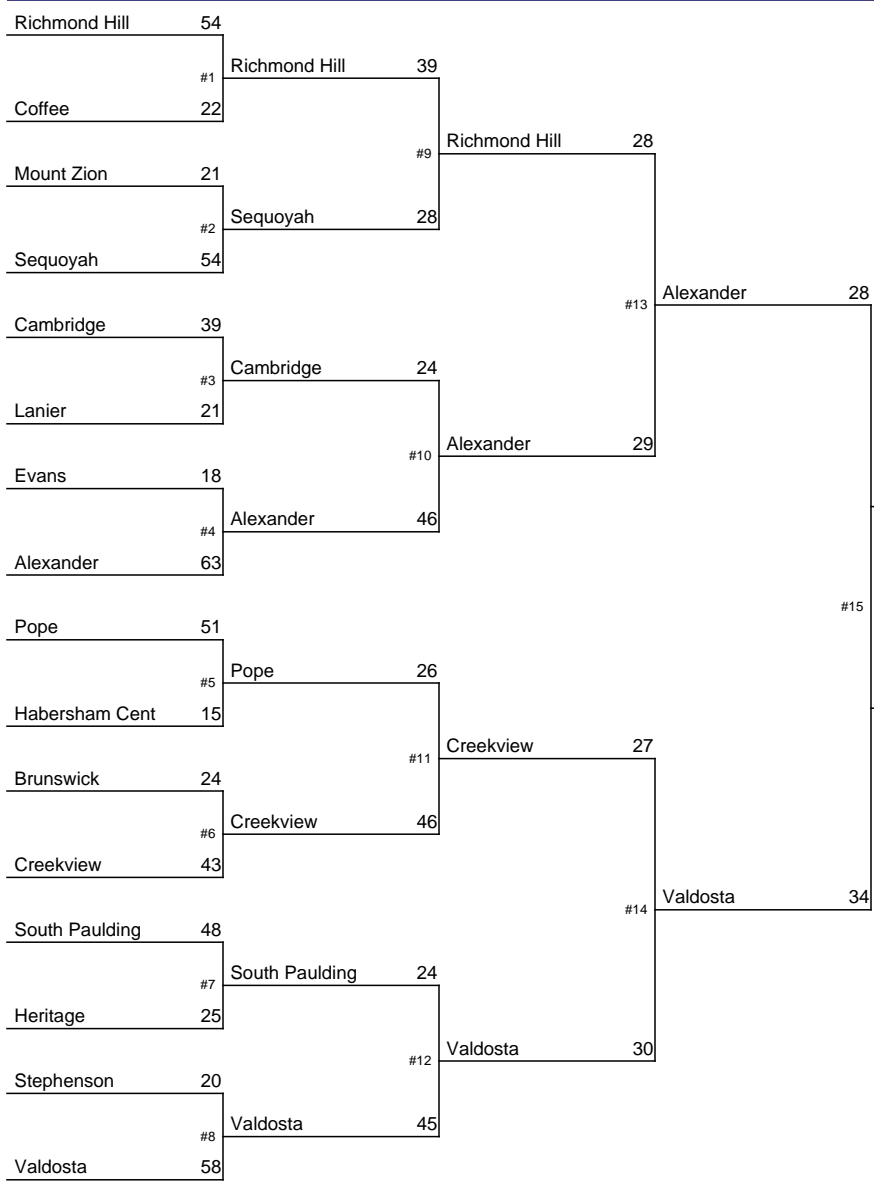 Richmond Hill 54
#1 Richmond Hill 39
Coffee 22
#9 Richmond Hill 28
Mount Zion 21
#2 Sequoyah 28
Sequoyah 54
#13 Alexander 28
Cambridge 39
#3 Cambridge 24
Lanier 21
#10 Alexander 29
Evans 18
#4 Alexander 46
Alexander 63
#15
Pope 51
#5 Pope 26
Habersham Cent 15
#11 Creekview 27
Brunswick 24
#6 Creekview 46
Creekview 43
#14 Valdosta 34
South Paulding 48
#7 South Paulding 24
Heritage 25
#12 Valdosta 30
Stephenson 20
#8 Valdosta 45
Valdosta 58